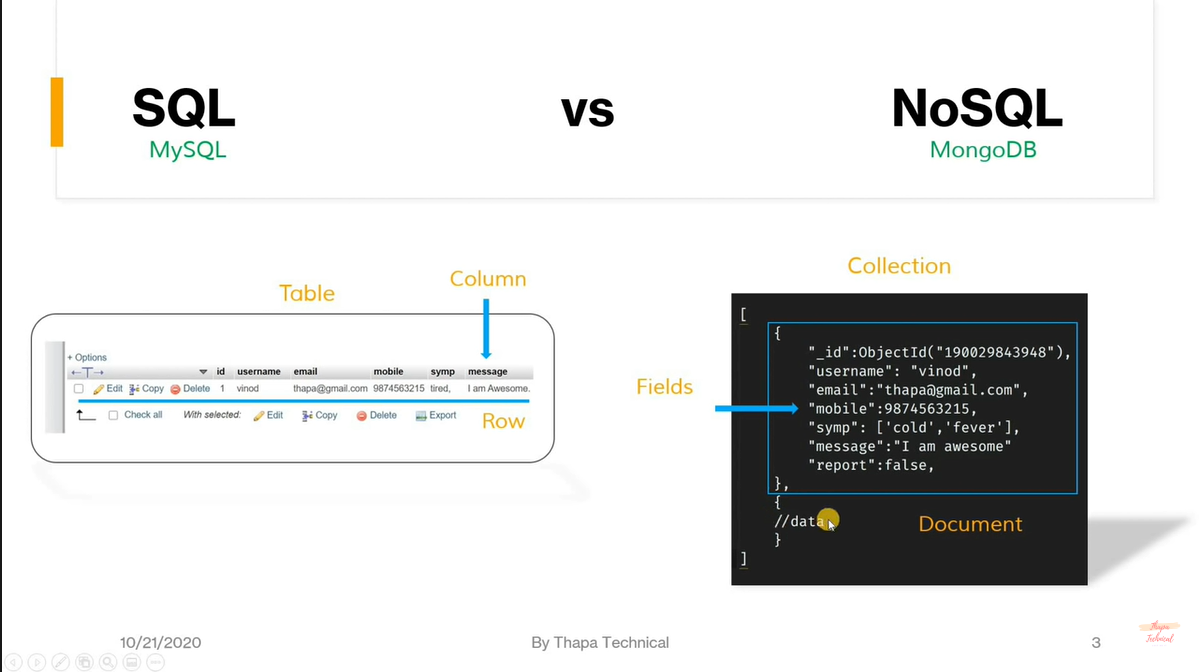 SQL
vs
NoSQL
MySQL
MongoDB
Table
Column
+ Options
←T→ ▼ id username email mobile symp message
Edit Copy Delete 1 vinod thapa@gmail.com 9874563215 tired, I am Awesome.
Check all With selected: Edit Copy Delete Export
Row
Collection
Fields
[
{
"_id":ObjectId("190029843948"),
"username": "vinod",
"email":"thapa@gmail.com",
"mobile":9874563215,
"symp": ['cold','fever'],
"message":"I am awesome"
"report":false,
},
{
//data
}
]
Document
10/21/2020
By Thapa Technical
3
Thapa
Technical